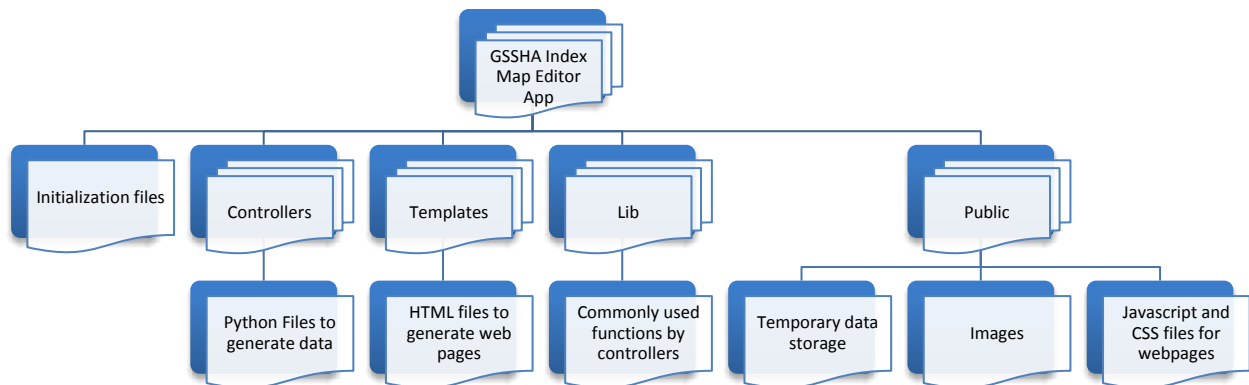 GSSHA Index
Map Editor
App
Initialization files
Controllers
Templates
Lib
Public
Python Files to
generate data
HTML files to
generate web
pages
Commonly used
functions by
controllers
Temporary data
storage
Images
Javascript and
CSS files for
webpages